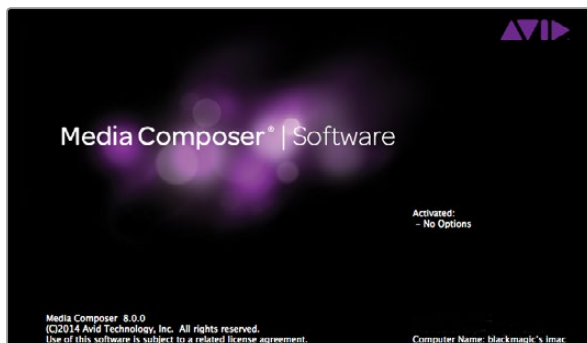 AVID
Media Composer® | Software
Activated:
- No Options
Media Composer 8.0.0
(C)2014 Avid Technology, Inc. All rights reserved.
Use of this software is subject to a related license agreement.
Computer Name: blackmagic's imac